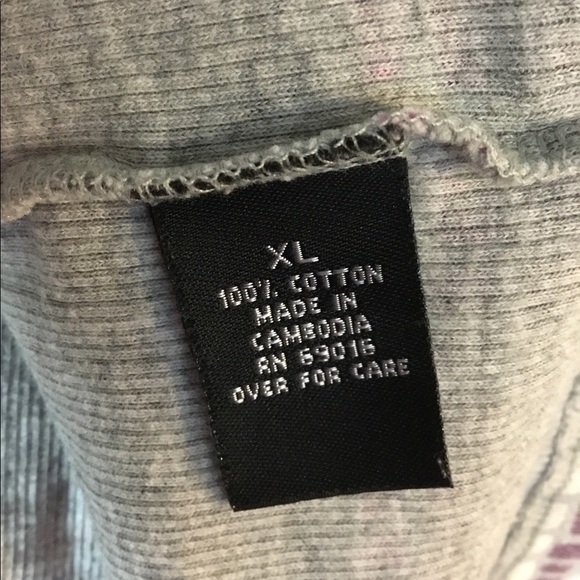 XL
100% COTTON
MADE IN
CAMBODIA
RN 69016
OVER FOR CARE